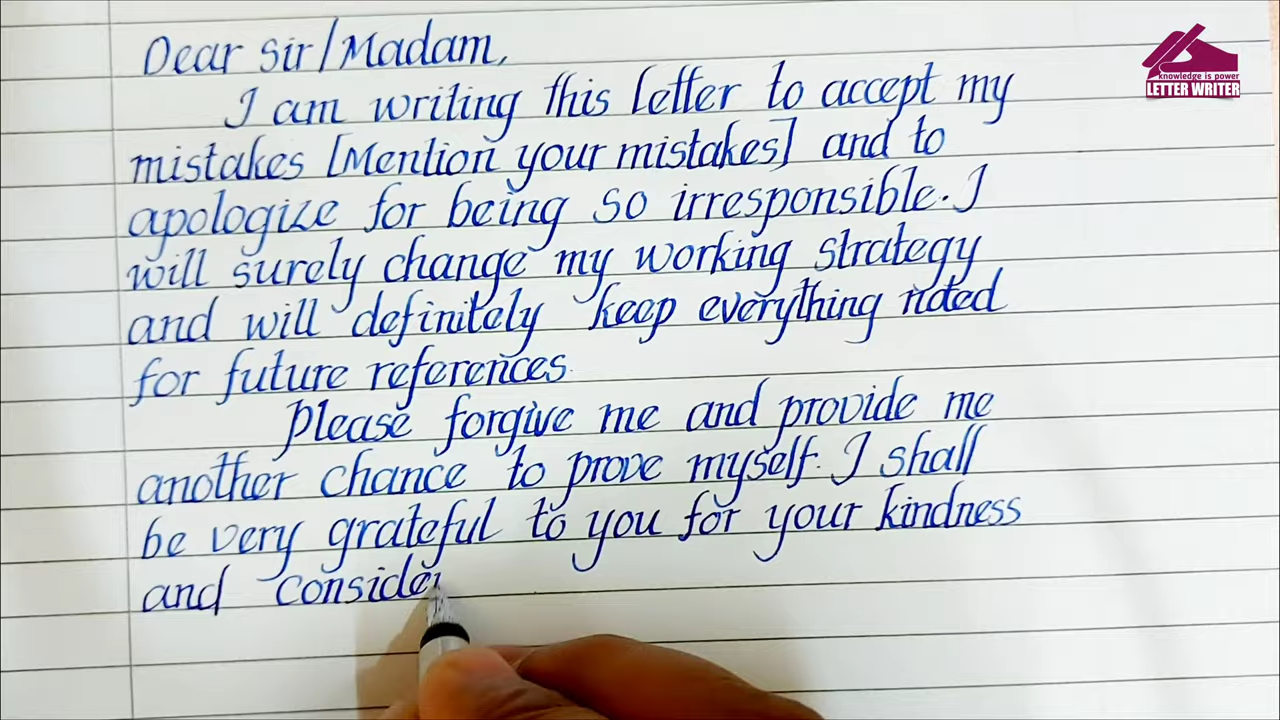 Dear Sir/Madam,
I am writing this letter to accept my
mistakes [Mention your mistakes] and to
apologize for being so irresponsible. I
will surely change my working strategy
and will definitely keep everything noted
for future references.
Please forgive me and provide me
another chance to prove myself. I shall
be very grateful to you for your kindness
and consider
knowledge is power
LETTER WRITER